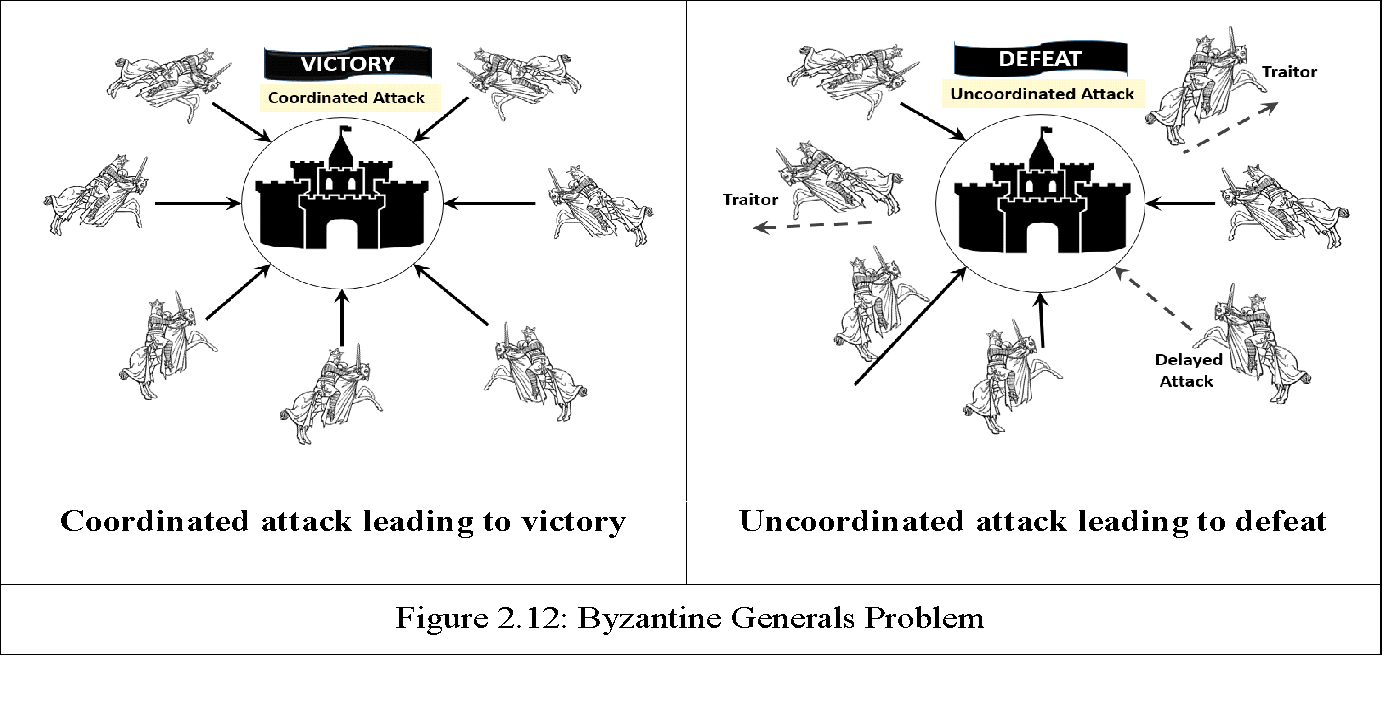 VICTORY
Coordinated Attack
Coordinated attack leading to victory
DEFEAT
Uncoordinated Attack
Traitor
Traitor
Delayed
Attack
Uncoordinated attack leading to defeat
Figure 2.12: Byzantine Generals Problem